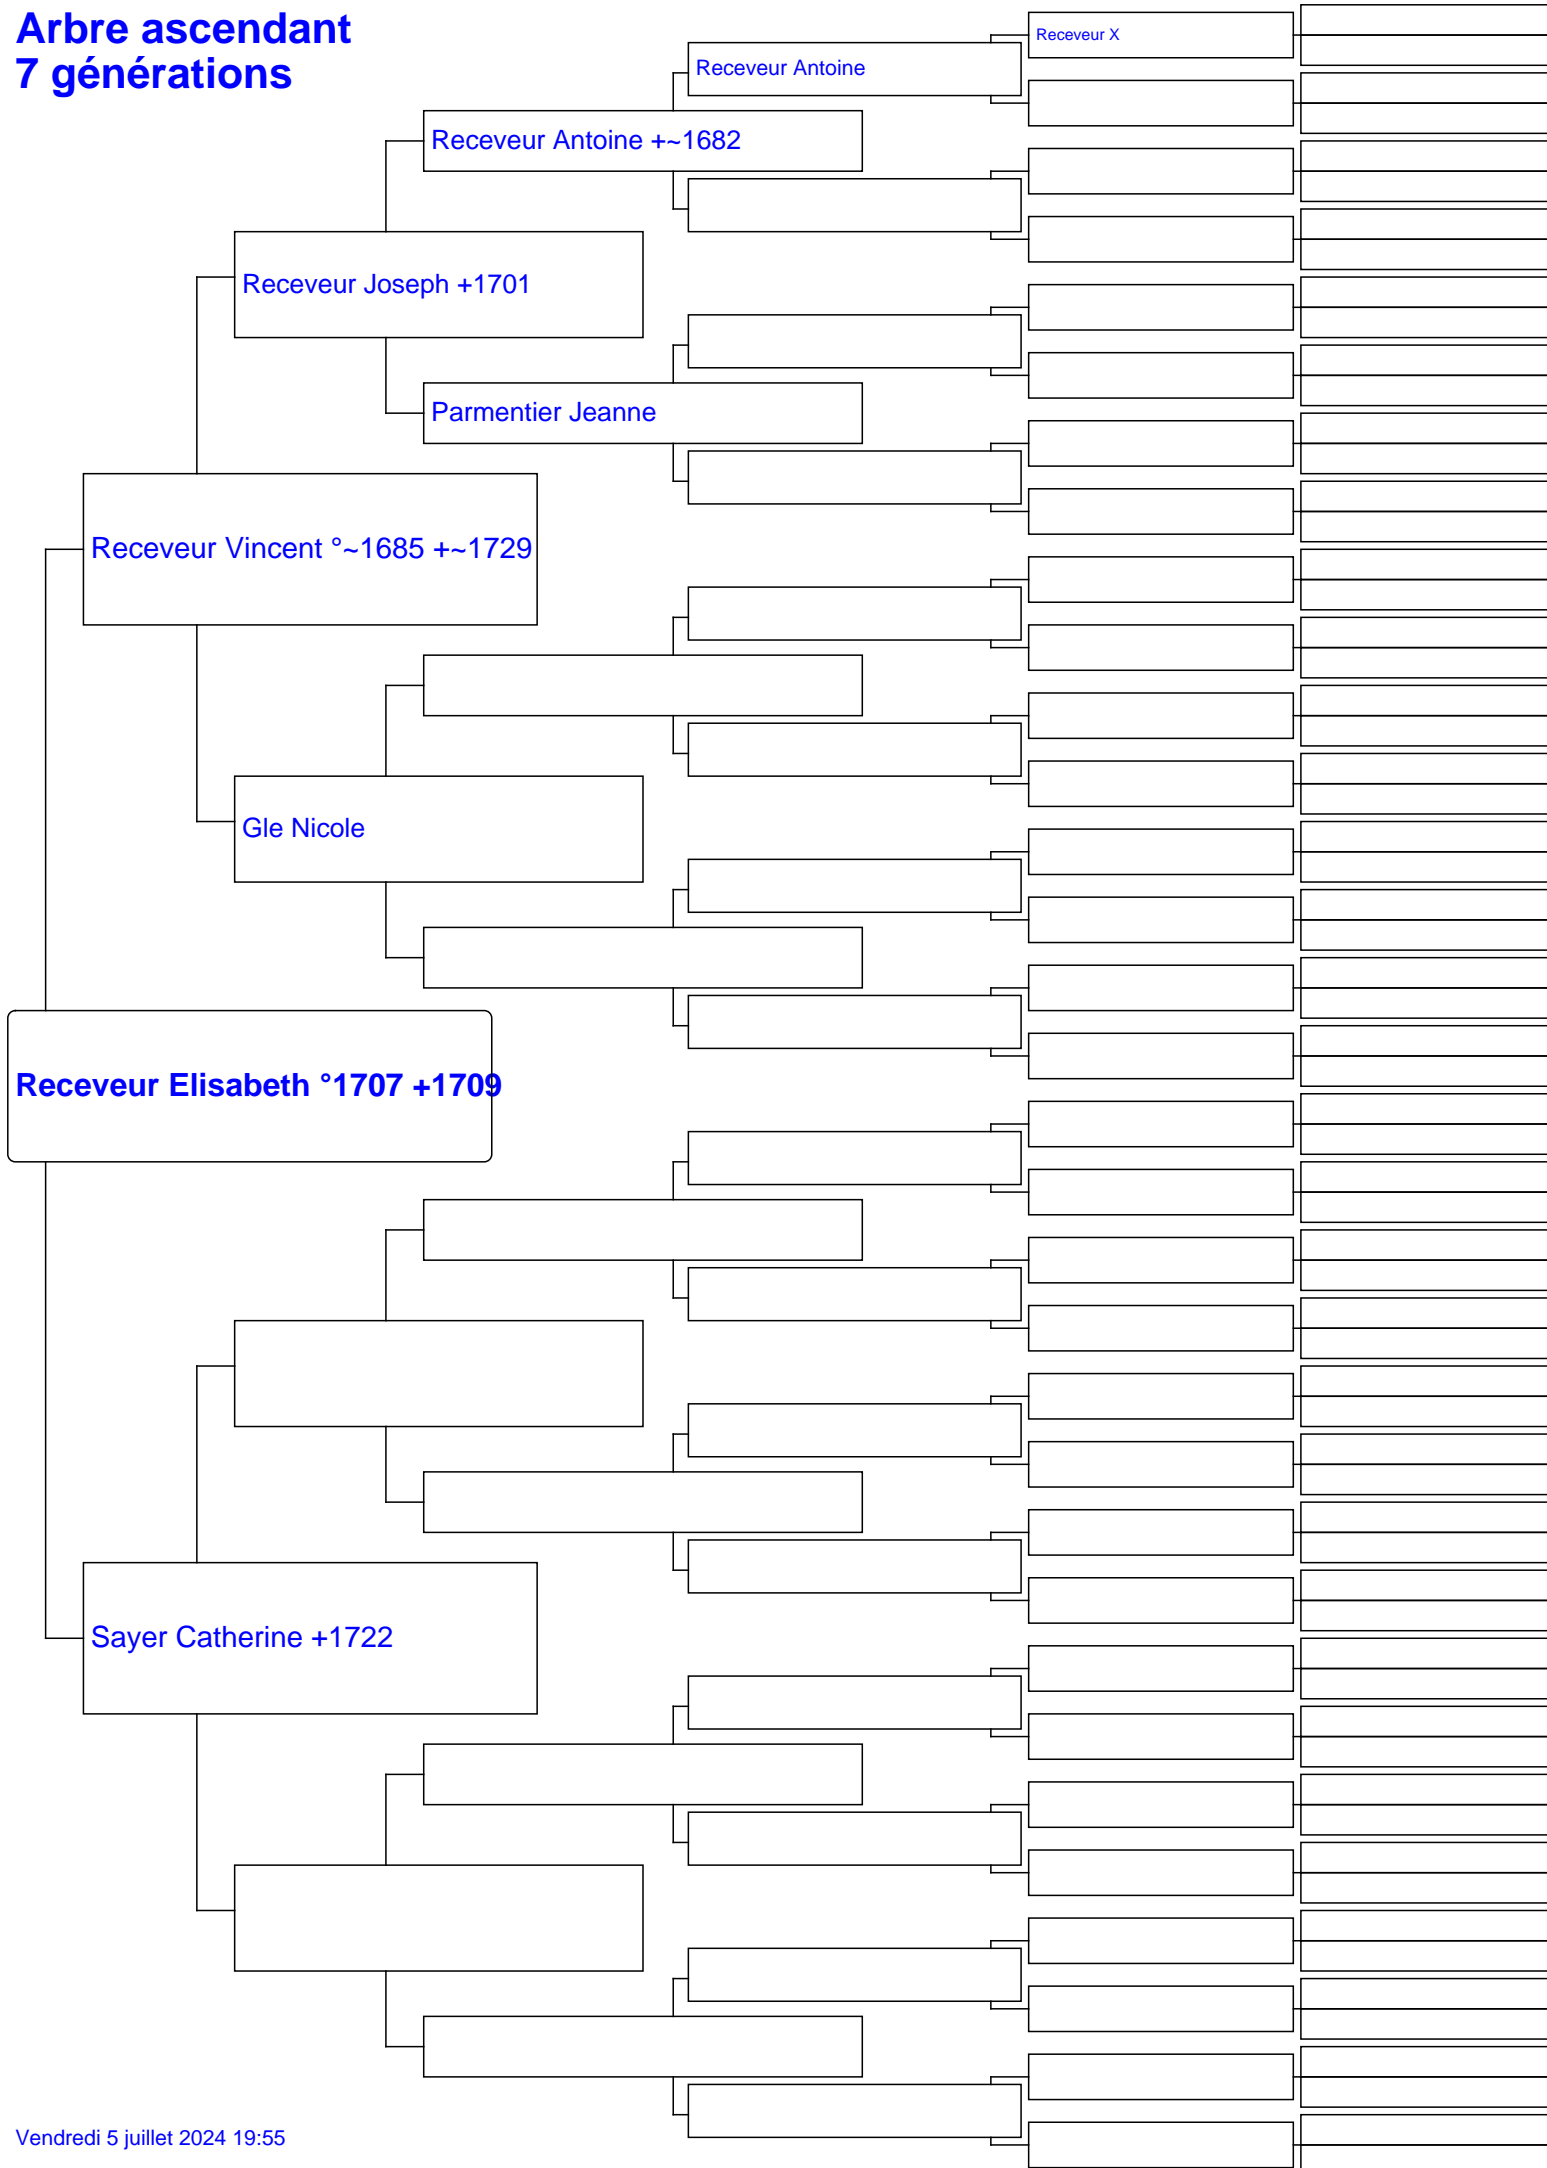 Arbre ascendant
7 générations
Receveur X
Receveur Antoine
Receveur Antoine +~1682
Receveur Joseph +1701
Parmentier Jeanne
Receveur Vincent °~1685 +~1729
Gle Nicole
Receveur Elisabeth °1707 +1709
Sayer Catherine +1722
Vendredi 5 juillet 2024 19:55